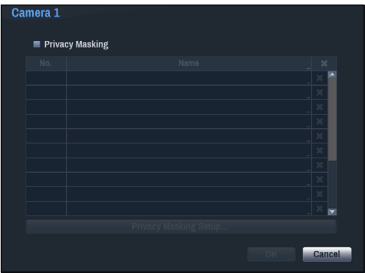 Camera 1
Privacy Masking
No. Name
Privacy Masking Setup...
OK Cancel